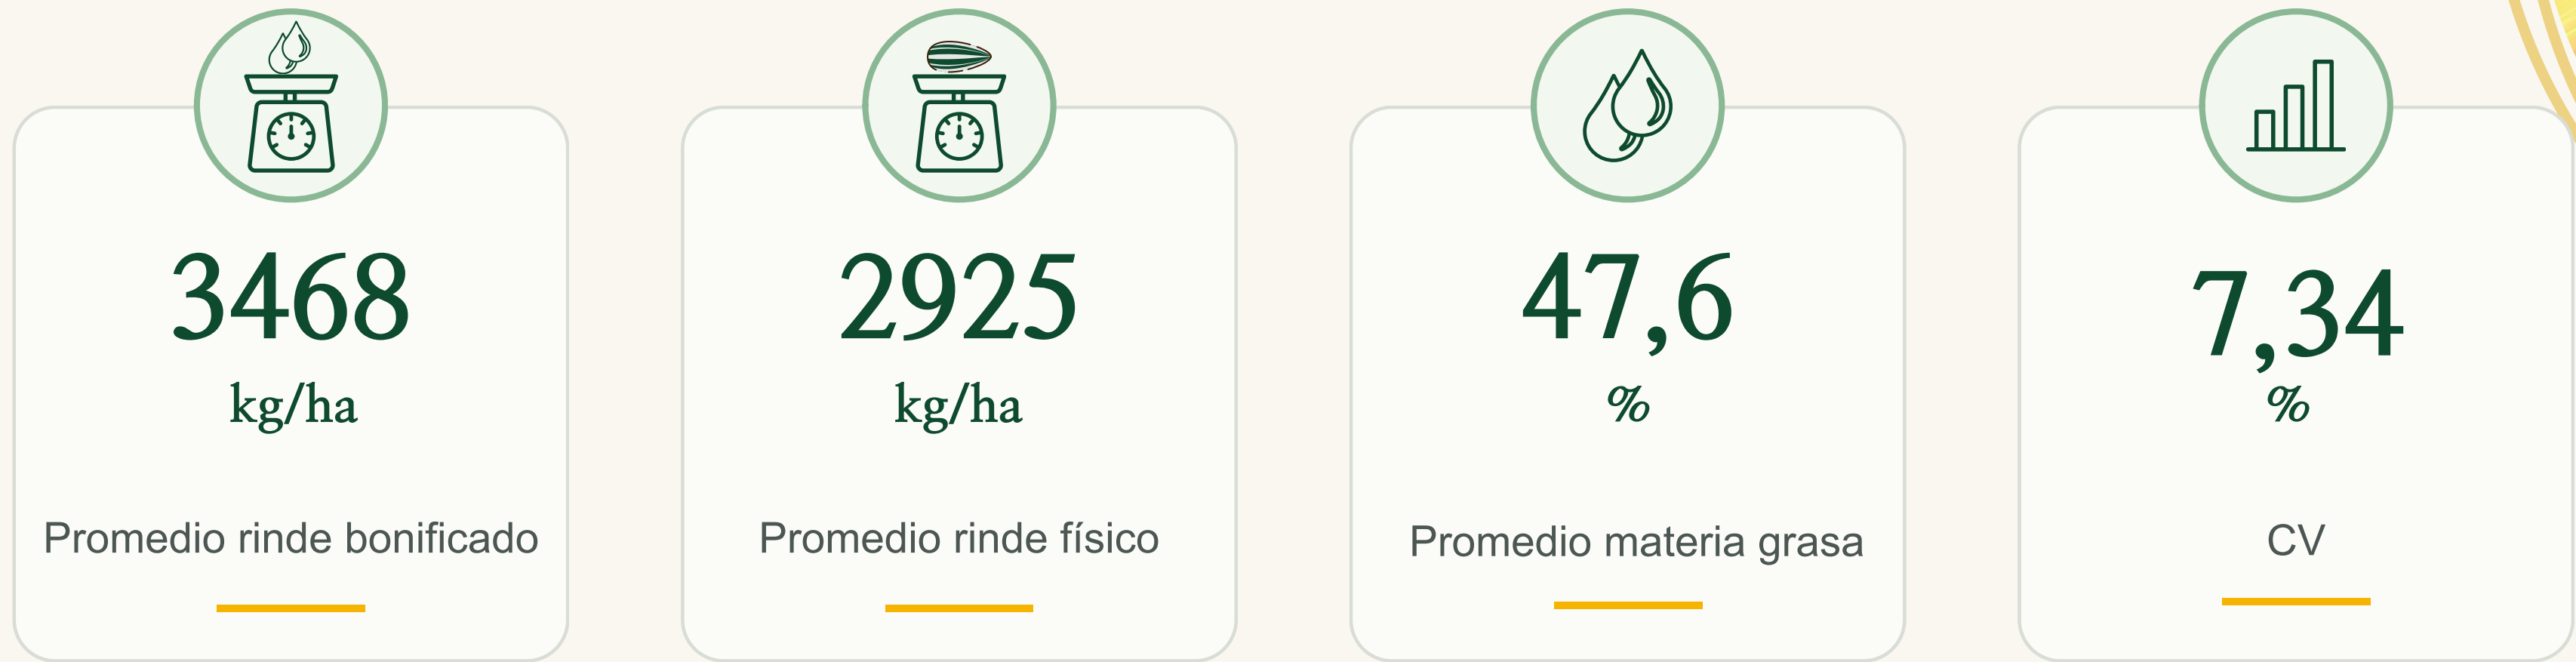 3468
kg/ha
Promedio rinde bonificado
2925
kg/ha
Promedio rinde físico
47,6
%
Promedio materia grasa
7,34
%
CV